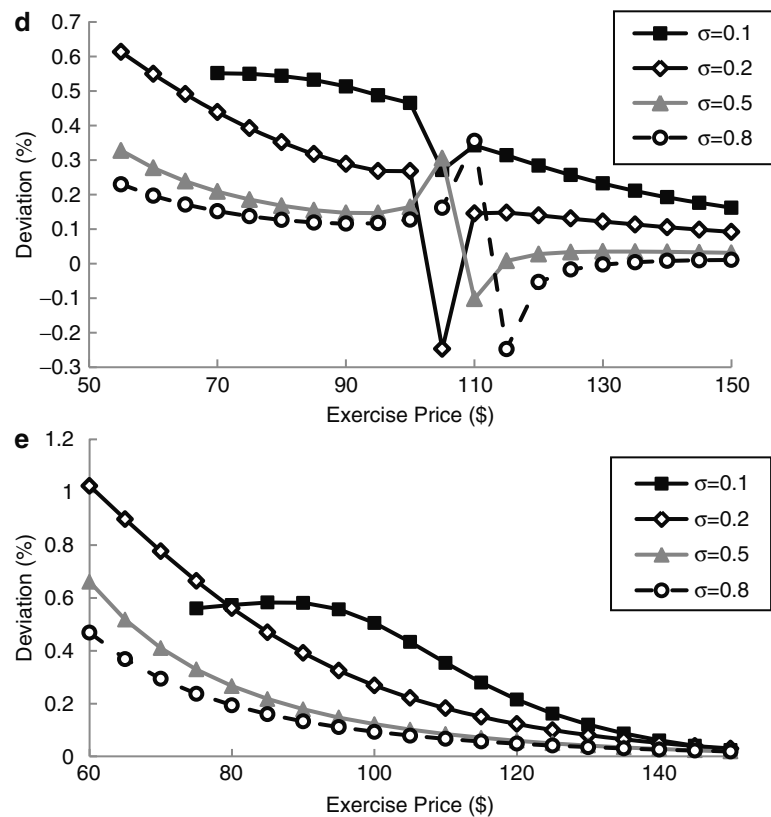 d
Deviation (%)
0.7
0.6
0.5
0.4
0.3
0.2
0.1
0
−0.1
−0.2
−0.3
50
70
90
110
130
150
Exercise Price ($)
σ=0.1
σ=0.2
σ=0.5
σ=0.8
e
Deviation (%)
1.2
1
0.8
0.6
0.4
0.2
0
60
80
100
120
140
Exercise Price ($)
σ=0.1
σ=0.2
σ=0.5
σ=0.8